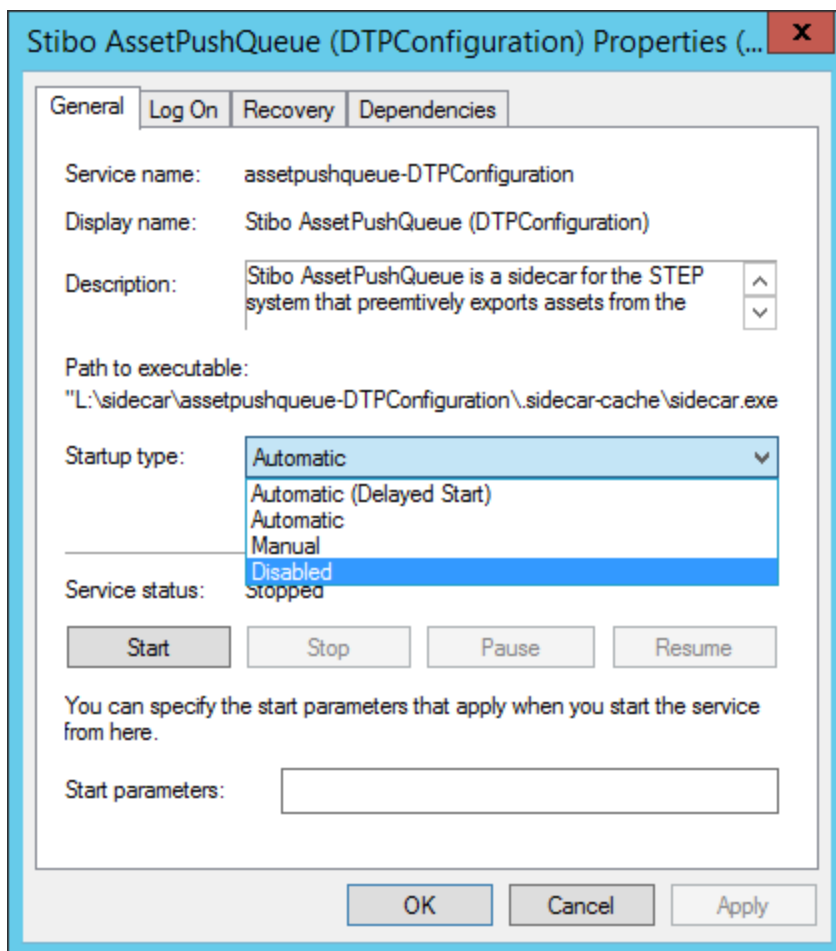 Stibo AssetPushQueue (DTPConfiguration) Properties (...
x
General Log On Recovery Dependencies
Service name: assetpushqueue-DTPConfiguration
Display name: Stibo AssetPushQueue (DTPConfiguration)
Description: Stibo AssetPushQueue is a sidecar for the STEP
system that preemtively exports assets from the
Path to executable:
"L:\sidecar\assetpushqueue-DTPConfiguration\.sidecar-cache\sidecar.exe
Startup type: Automatic
Automatic (Delayed Start)
Automatic
Manual
Disabled
Service status: Stopped
Start Stop Pause Resume
You can specify the start parameters that apply when you start the service
from here.
Start parameters:
OK Cancel Apply